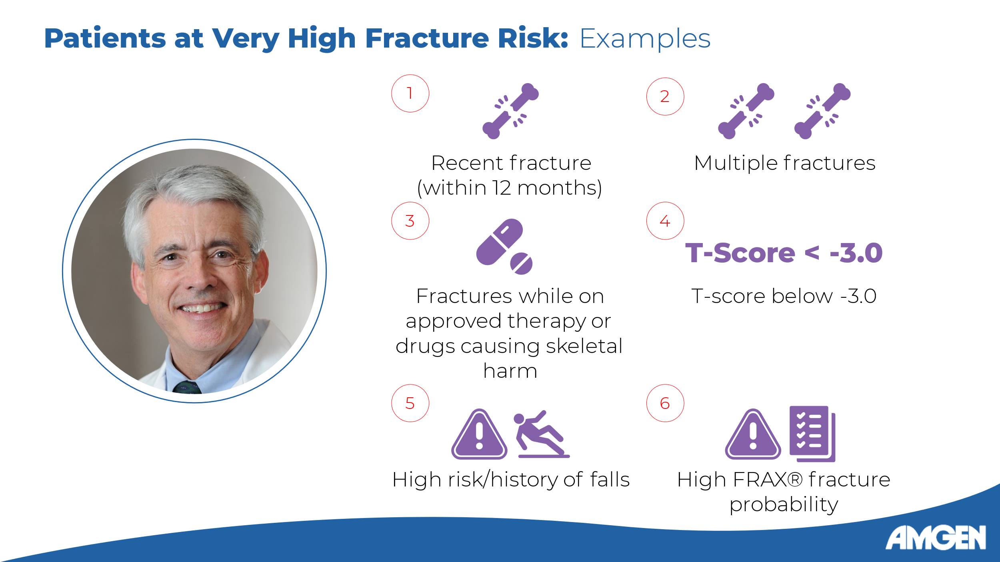 Patients at Very High Fracture Risk: Examples
1
Recent fracture
(within 12 months)
2
Multiple fractures
3
Fractures while on
approved therapy or
drugs causing skeletal
harm
4
T-Score < -3.0
T-score below -3.0
5
High risk/history of falls
6
High FRAX® fracture
probability
AMGEN